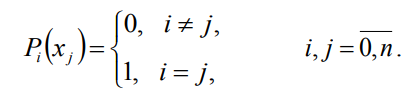 P_i(x_j) = { 0, i ≠ j,
1, i = j, i, j = \overline{0,n}.